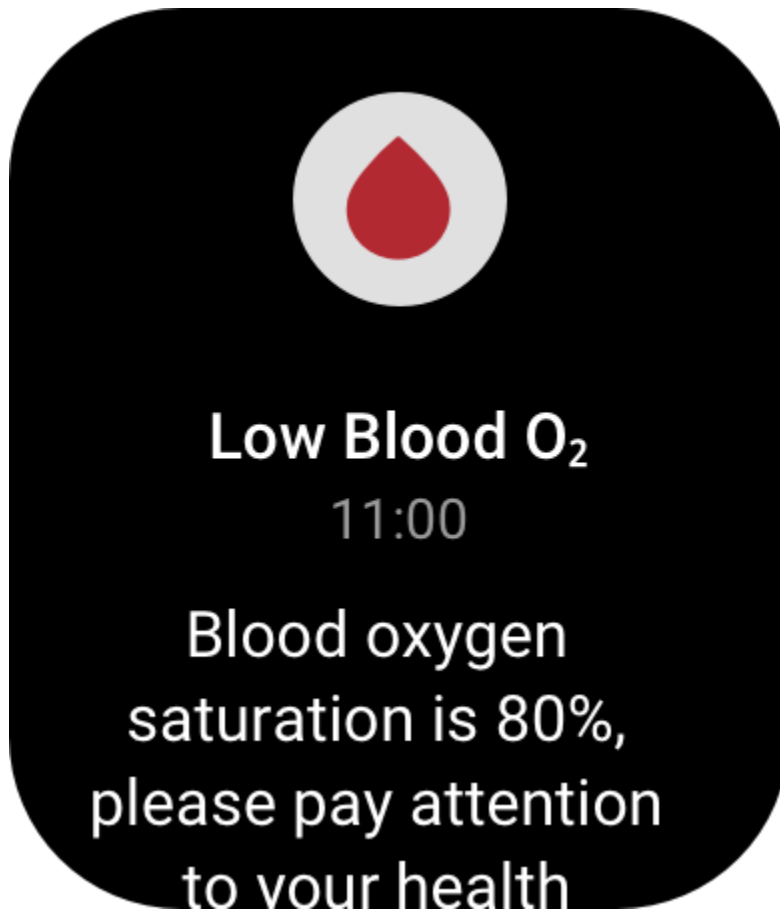 Low Blood O₂
11:00
Blood oxygen
saturation is 80%,
please pay attention
to your health